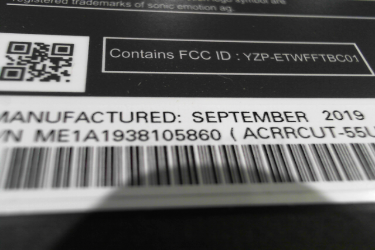 registered trademarks of sonic emotion ag.
Contains FCC ID : YZP-ETWFFTBC01
MANUFACTURED: SEPTEMBER 2019
/N ME1A1938105860 ( ACRRCUT-55U